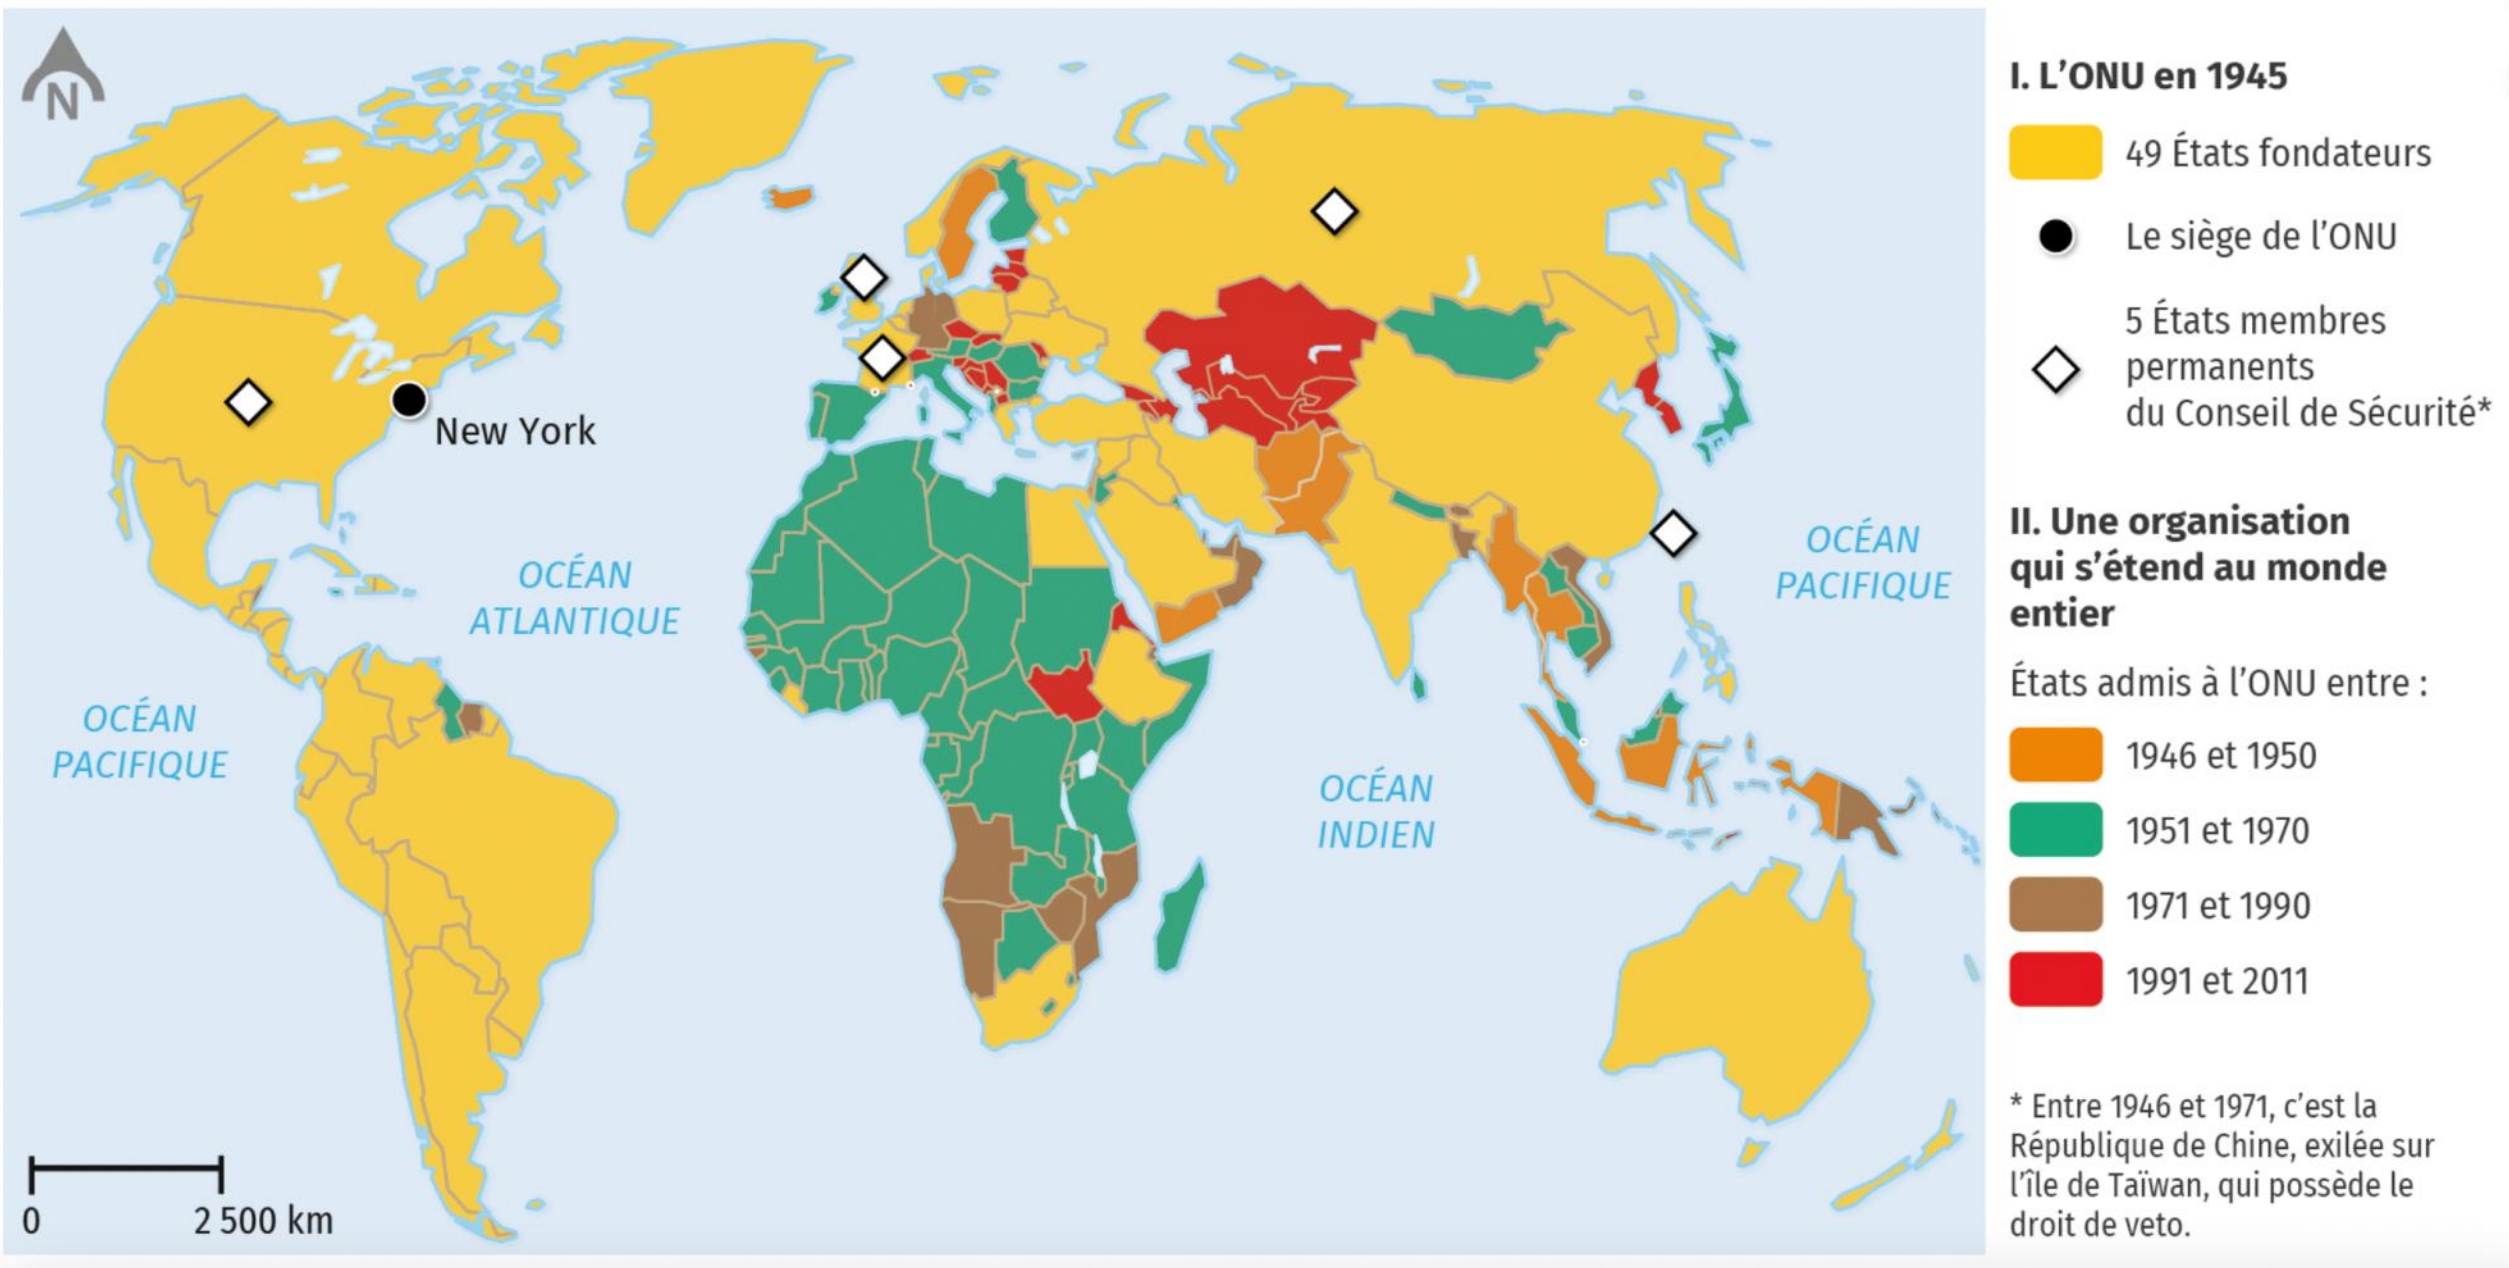 N
New York
OCÉAN
ATLANTIQUE
OCÉAN
PACIFIQUE
OCÉAN
PACIFIQUE
OCÉAN
INDIEN
0
2 500 km
I. L’ONU en 1945
49 États fondateurs
Le siège de l’ONU
5 États membres
permanents
du Conseil de Sécurité*
II. Une organisation
qui s’étend au monde
entier
États admis à l’ONU entre :
1946 et 1950
1951 et 1970
1971 et 1990
1991 et 2011
* Entre 1946 et 1971, c’est la
République de Chine, exilée sur
l’île de Taïwan, qui possède le
droit de veto.